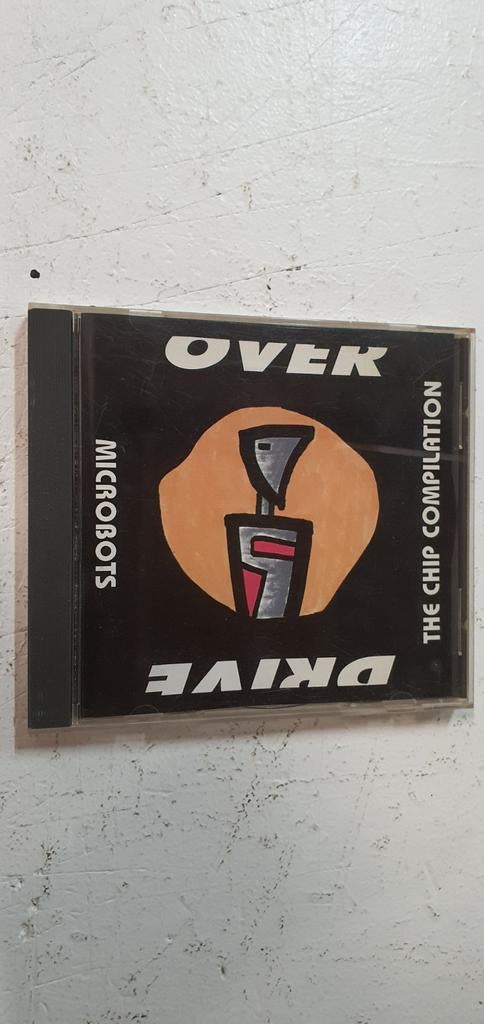 OVER
MICROBOTS
THE CHIP COMPILATION
DRIVE